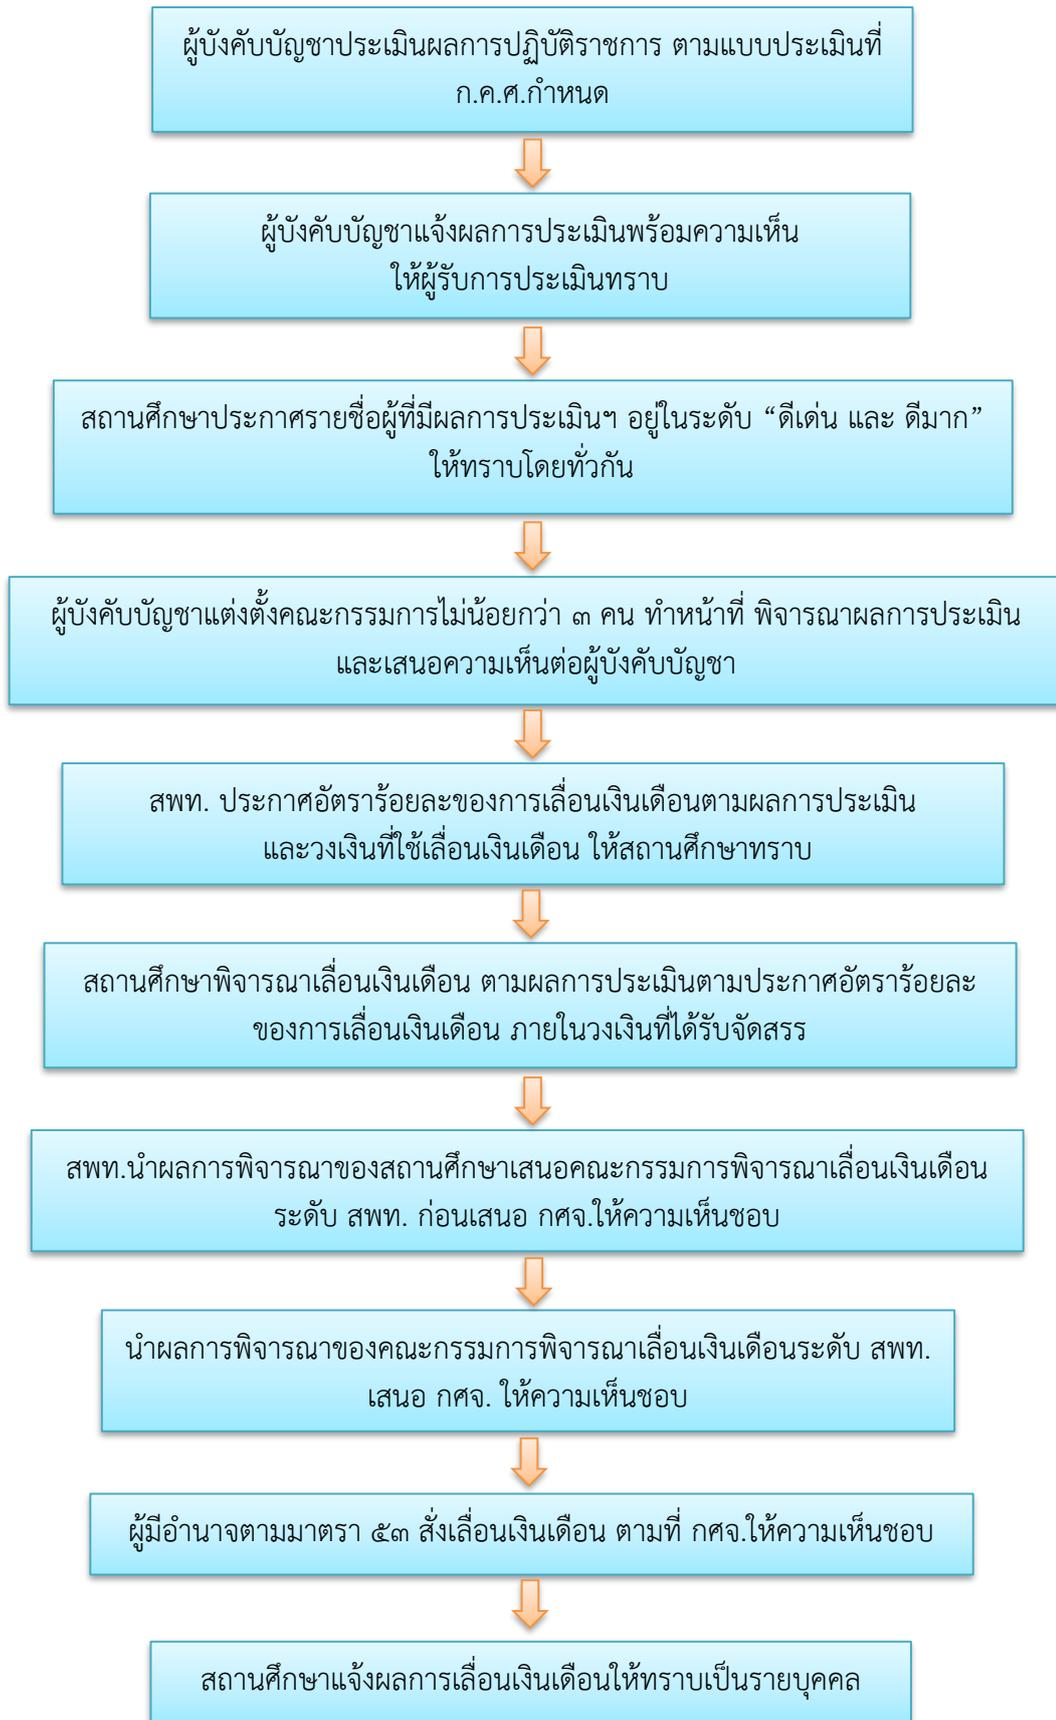 ผู้บังคับบัญชาประเมินผลการปฏิบัติราชการ ตามแบบประเมินที่
ก.ค.ศ.กำหนด
ผู้บังคับบัญชาแจ้งผลการประเมินพร้อมความเห็น
ให้ผู้รับการประเมินทราบ
สถานศึกษาประกาศรายชื่อผู้ที่มีผลการประเมินฯ อยู่ในระดับ “ดีเด่น และ ดีมาก”
ให้ทราบโดยทั่วกัน
ผู้บังคับบัญชาแต่งตั้งคณะกรรมการไม่น้อยกว่า ๓ คน ทำหน้าที่ พิจารณาผลการประเมิน
และเสนอความเห็นต่อผู้บังคับบัญชา
สพท. ประกาศอัตราร้อยละของการเลื่อนเงินเดือนตามผลการประเมิน
และวงเงินที่ใช้เลื่อนเงินเดือน ให้สถานศึกษาทราบ
สถานศึกษาพิจารณาเลื่อนเงินเดือน ตามผลการประเมินตามประกาศอัตราร้อยละ
ของการเลื่อนเงินเดือน ภายในวงเงินที่ได้รับจัดสรร
สพท.นำผลการพิจารณาของสถานศึกษาเสนอคณะกรรมการพิจารณาเลื่อนเงินเดือน
ระดับ สพท. ก่อนเสนอ กศจ.ให้ความเห็นชอบ
นำผลการพิจารณาของคณะกรรมการพิจารณาเลื่อนเงินเดือนระดับ สพท.
เสนอ กศจ. ให้ความเห็นชอบ
ผู้มีอำนาจตามมาตรา ๕๓ สั่งเลื่อนเงินเดือน ตามที่ กศจ.ให้ความเห็นชอบ
สถานศึกษาแจ้งผลการเลื่อนเงินเดือนให้ทราบเป็นรายบุคคล